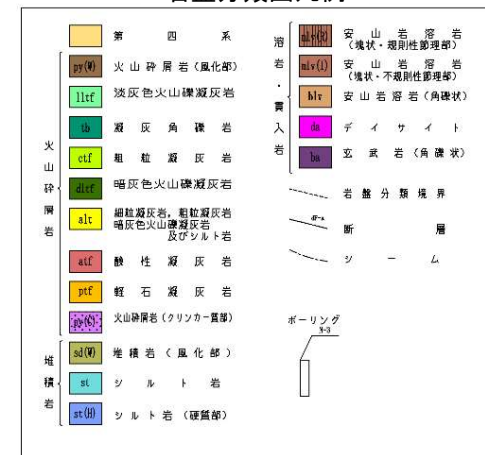 第四系
火山砕屑岩
py(W) 火山砕屑岩(風化部)
lltf 淡灰色火山礫凝灰岩
tb 凝灰角礫岩
ctf 粗粒凝灰岩
dltf 暗灰色火山礫凝灰岩
alt 細粒凝灰岩,粗粒凝灰岩
暗灰色火山礫凝灰岩
及びシルト岩
atf 酸性凝灰岩
ptf 軽石凝灰岩
py(C) 火山砕屑岩(クリンカー質部)
堆積岩
sd(W) 堆積岩(風化部)
st シルト岩
st(H) シルト岩(硬質部)
溶岩・貫入岩
安山岩溶岩
(塊状・規則性節理部)
mlv(I) 安山岩溶岩
(塊状・不規則性節理部)
blv 安山岩溶岩(角礫状)
da デイサイト
ba 玄武岩(角礫状)
岩盤分類境界
断層
シーム
ボーリング
N-3